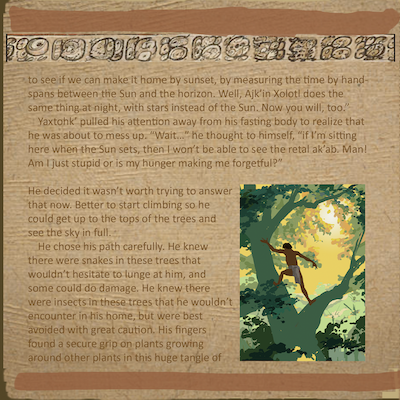 to see if we can make it home by sunset, by measuring the time by hand-
spans between the Sun and the horizon. Well, Ajk'in Xolotl does the
same thing at night, with stars instead of the Sun. Now you will, too."
Yaxtohk' pulled his attention away from his fasting body to realize that
he was about to mess up. "Wait..." he thought to himself, "if I'm sitting
here when the Sun sets, then I won't be able to see the retal ak'ab. Man!
Am I just stupid or is my hunger making me forgetful?"
He decided it wasn't worth trying to answer
that now. Better to start climbing so he
could get up to the tops of the trees and
see the sky in full.
He chose his path carefully. He knew
there were snakes in these trees that
wouldn't hesitate to lunge at him, and
some could do damage. He knew there
were insects in these trees that he wouldn't
encounter in his home, but were best
avoided with great caution. His fingers
found a secure grip on plants growing
around other plants in this huge tangle of